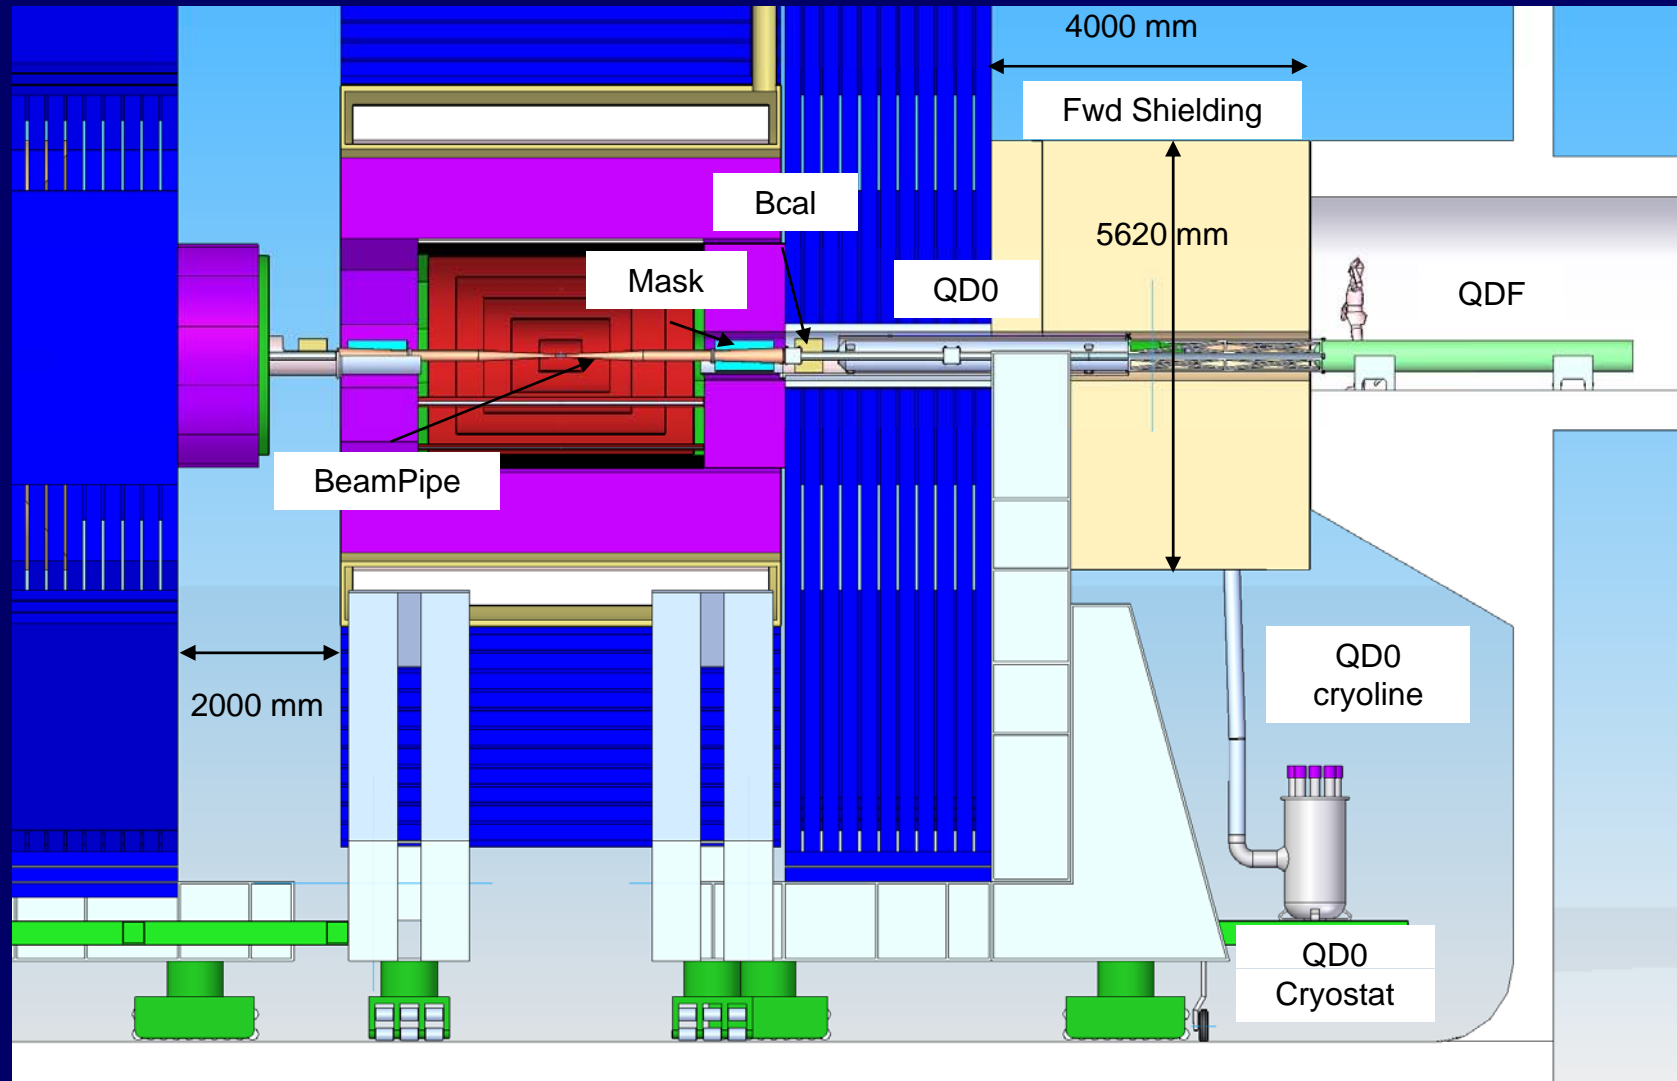 4000 mm
Fwd Shielding
Bcal
5620 mm
Mask
QD0
QDF
BeamPipe
QD0
cryoline
2000 mm
QD0
Cryostat